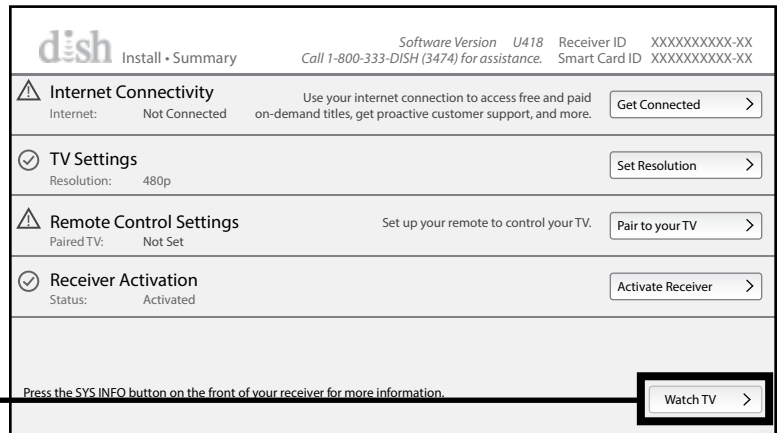 dish Install • Summary
Software Version U418 Receiver ID XXXXXXXXXX-XX
Call 1-800-333-DISH (3474) for assistance. Smart Card ID XXXXXXXXXX-XX
Internet Connectivity
Internet: Not Connected
Use your internet connection to access free and paid
on-demand titles, get proactive customer support, and more.
Get Connected
TV Settings
Resolution: 480p
Set Resolution
Remote Control Settings
Paired TV: Not Set
Set up your remote to control your TV.
Pair to your TV
Receiver Activation
Status: Activated
Activate Receiver
Press the SYS INFO button on the front of your receiver for more information.
Watch TV